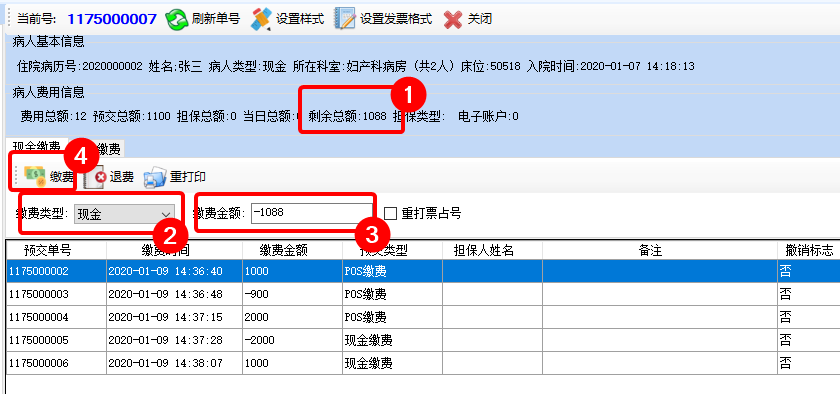 当前号: 1175000007 刷新单号 设置样式 设置发票格式 关闭
病人基本信息
住院病历号:2020000002 姓名:张三 病人类型:现金 所在科室:妇产科病房（共2人）床位:50518 入院时间:2020-01-07 14:18:13
病人费用信息
费用总额:12 预交总额:1100 担保总额:0 当日总额: 剩余总额:1088 担保类型: 电子账户:0
1
现金缴费 缴费
4
缴费 退费 重打印
缴费类型: 现金 缴费金额: -1088 重打票占号
2 3
预交单号 缴费时间 缴费金额 预交类型 担保人姓名 备注 撤销标志
1175000002 2020-01-09 14:36:40 1000 POS缴费 否
1175000003 2020-01-09 14:36:48 -900 POS缴费 否
1175000004 2020-01-09 14:37:15 2000 POS缴费 否
1175000005 2020-01-09 14:37:28 -2000 现金缴费 否
1175000006 2020-01-09 14:38:07 1000 现金缴费 否